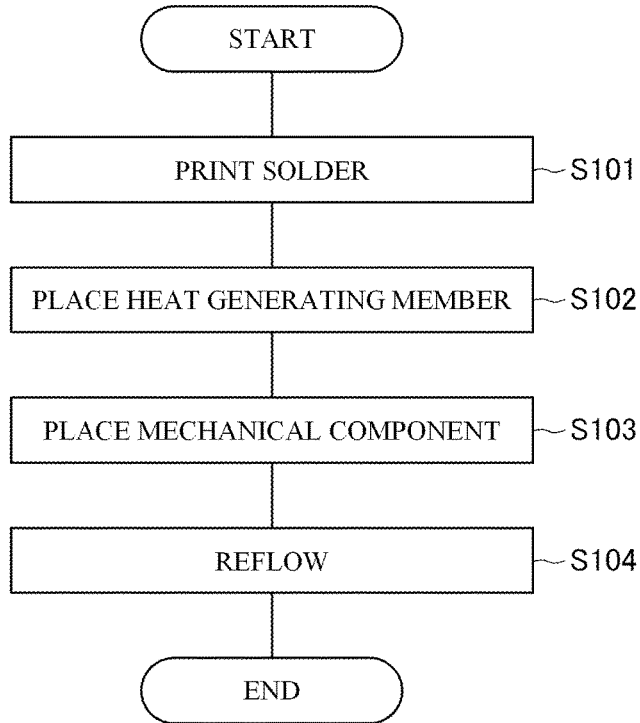 START
PRINT SOLDER S101
PLACE HEAT GENERATING MEMBER S102
PLACE MECHANICAL COMPONENT S103
REFLOW S104
END